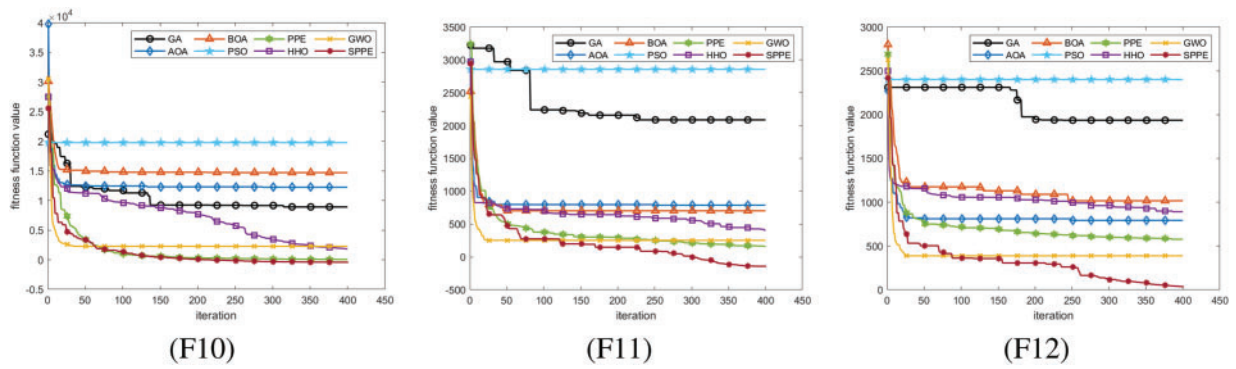 ×10⁴
4
3.5
3
2.5
2
1.5
1
0.5
0
-0.5
fitness function value
GA BOA PPE GWO
AOA PSO HHO SPPE
0 50 100 150 200 250 300 350 400 450
iteration
(F10)
3500
3000
2500
2000
1500
1000
500
0
-500
fitness function value
GA BOA PPE GWO
AOA PSO HHO SPPE
0 50 100 150 200 250 300 350 400 450
iteration
(F11)
3000
2500
2000
1500
1000
500
0
fitness function value
GA BOA PPE GWO
AOA PSO HHO SPPE
0 50 100 150 200 250 300 350 400 450
iteration
(F12)